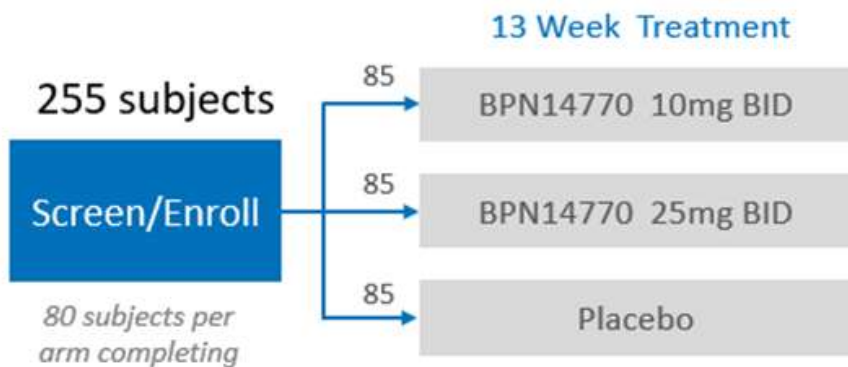 13 Week Treatment
255 subjects
85
BPN14770 10mg BID
Screen/Enroll
85
BPN14770 25mg BID
85
Placebo
80 subjects per
arm completing